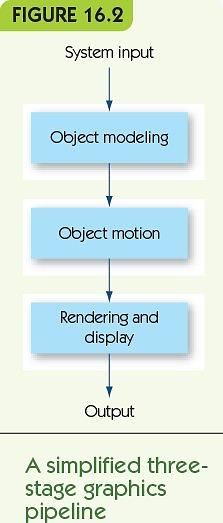 FIGURE 16.2
System input
Object modeling
Object motion
Rendering and
display
Output
A simplified three-
stage graphics
pipeline